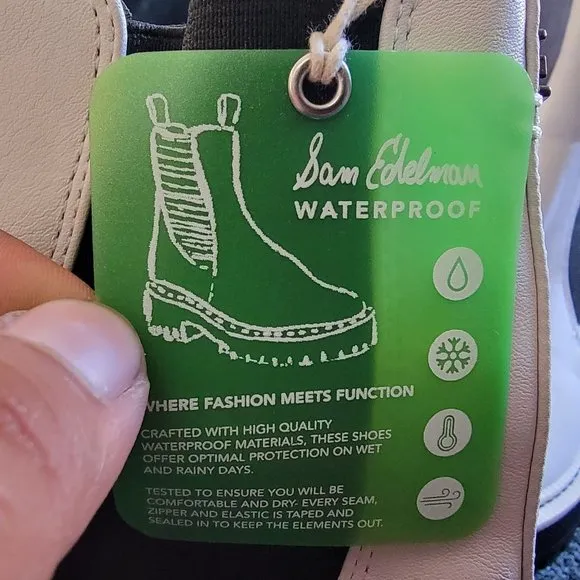 Sam Edelman
WATERPROOF
WHERE FASHION MEETS FUNCTION
CRAFTED WITH HIGH QUALITY
WATERPROOF MATERIALS, THESE SHOES
OFFER OPTIMAL PROTECTION ON WET
AND RAINY DAYS.
TESTED TO ENSURE YOU WILL BE
COMFORTABLE AND DRY- EVERY SEAM,
ZIPPER AND ELASTIC IS TAPED AND
SEALED IN TO KEEP THE ELEMENTS OUT.